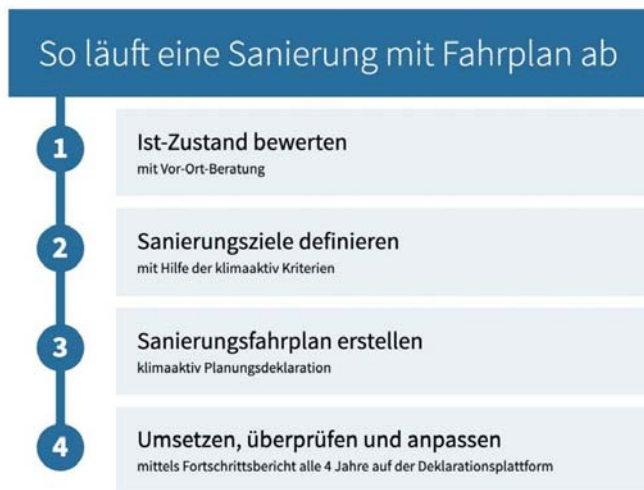 So läuft eine Sanierung mit Fahrplan ab
1
Ist-Zustand bewerten
mit Vor-Ort-Beratung
2
Sanierungsziele definieren
mit Hilfe der klimaaktiv Kriterien
3
Sanierungsfahrplan erstellen
klimaaktiv Planungsdeklaration
4
Umsetzen, überprüfen und anpassen
mittels Fortschrittsbericht alle 4 Jahre auf der Deklarationsplattform